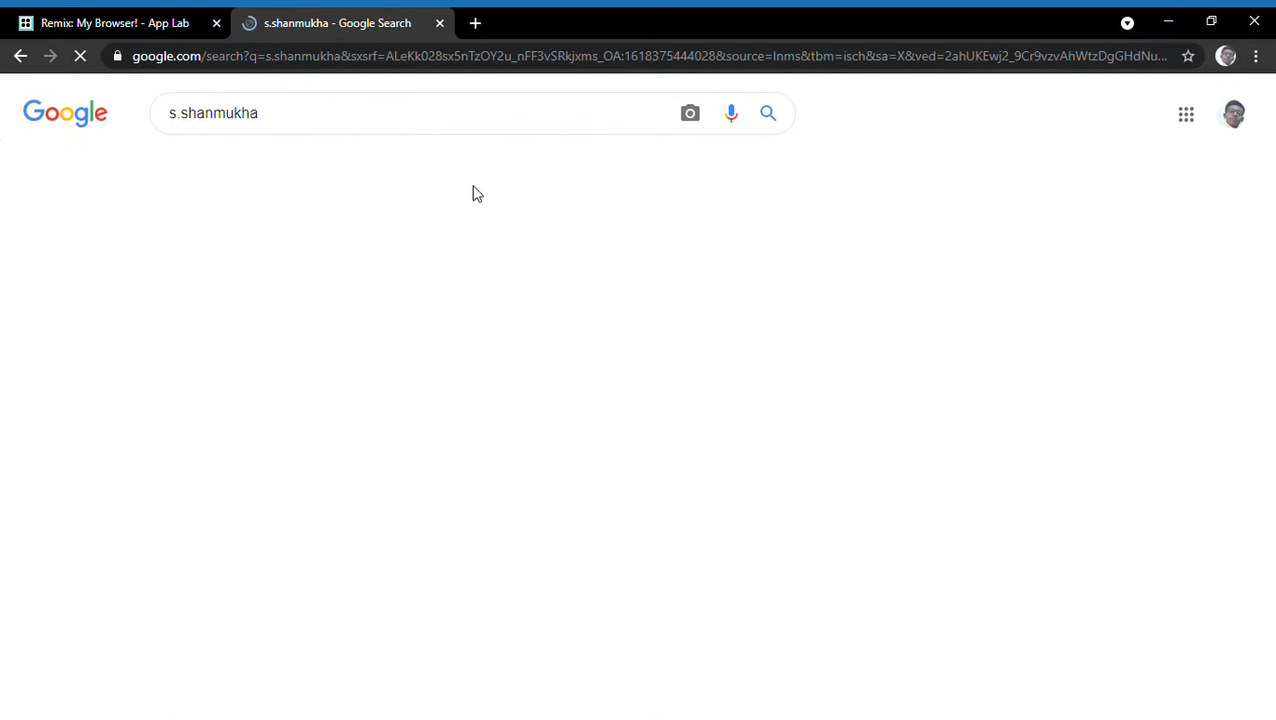 Remix: My Browser! - App Lab
s.shanmukha - Google Search
google.com/search?q=s.shanmukha&sxsrf=ALeKk028sx5nTzOY2u_nFF3vSRkjxms_OA:1618375444028&source=lnms&tbm=isch&sa=X&ved=2ahUKEwj2_9Cr9vzvAhWtzDgGHdNu...
Google
s.shanmukha